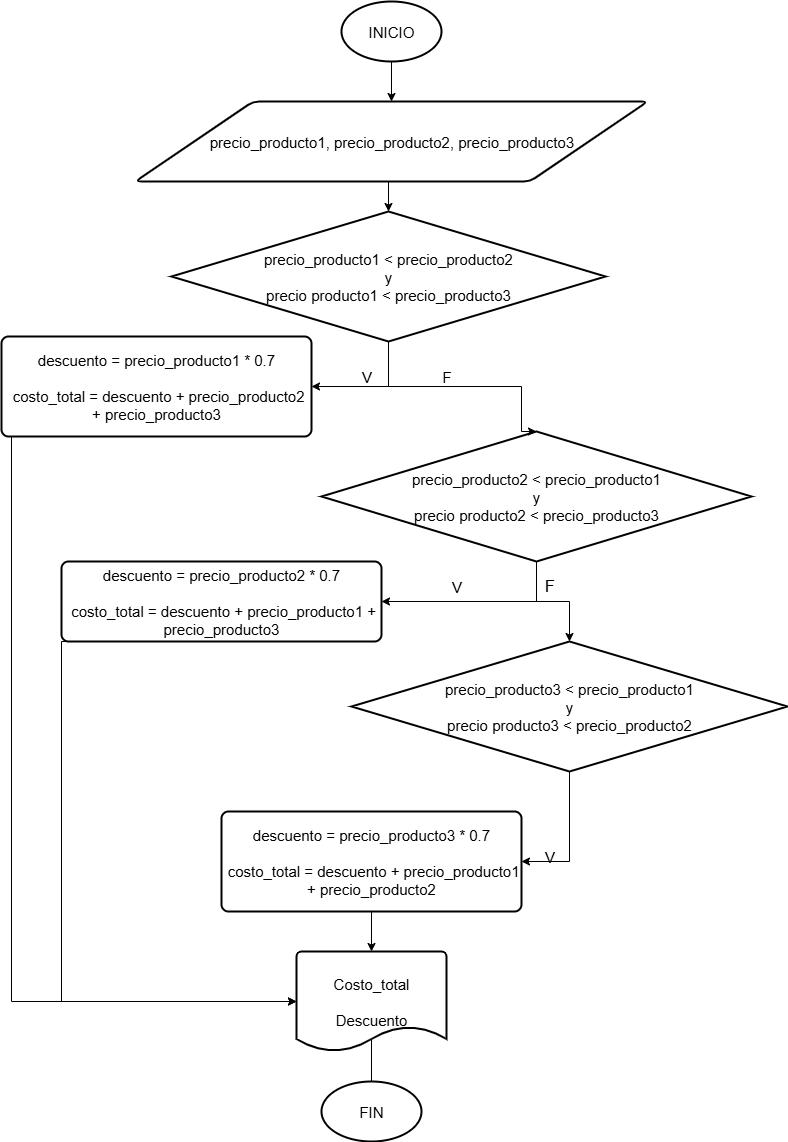 INICIO
precio_producto1, precio_producto2, precio_producto3
precio_producto1 < precio_producto2
y
precio producto1 < precio_producto3
V
F
descuento = precio_producto1 * 0.7
costo_total = descuento + precio_producto2
+ precio_producto3
precio_producto2 < precio_producto1
y
precio producto2 < precio_producto3
V
F
descuento = precio_producto2 * 0.7
costo_total = descuento + precio_producto1 +
precio_producto3
precio_producto3 < precio_producto1
y
precio producto3 < precio_producto2
V
descuento = precio_producto3 * 0.7
costo_total = descuento + precio_producto1
+ precio_producto2
Costo_total
Descuento
FIN